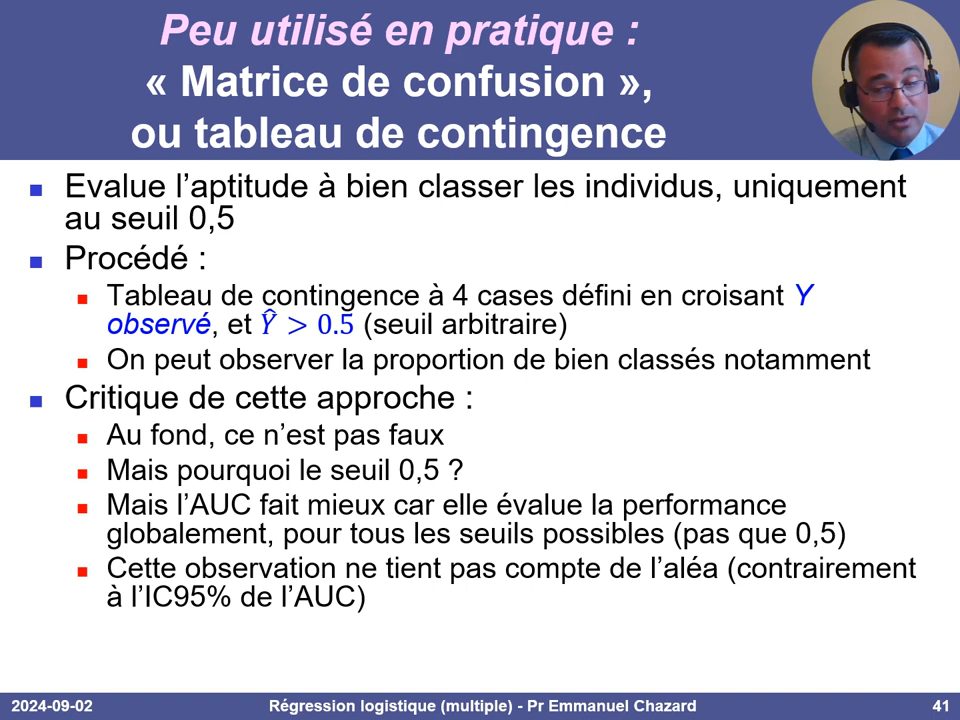 Peu utilisé en pratique :
« Matrice de confusion »,
ou tableau de contingence
Evalue l’aptitude à bien classer les individus, uniquement
au seuil 0,5
Procédé :
Tableau de contingence à 4 cases défini en croisant Y
observé, et Ŷ > 0.5 (seuil arbitraire)
On peut observer la proportion de bien classés notamment
Critique de cette approche :
Au fond, ce n’est pas faux
Mais pourquoi le seuil 0,5 ?
Mais l’AUC fait mieux car elle évalue la performance
globalement, pour tous les seuils possibles (pas que 0,5)
Cette observation ne tient pas compte de l’aléa (contrairement
à l’IC95% de l’AUC)
2024-09-02 Régression logistique (multiple) - Pr Emmanuel Chazard 41